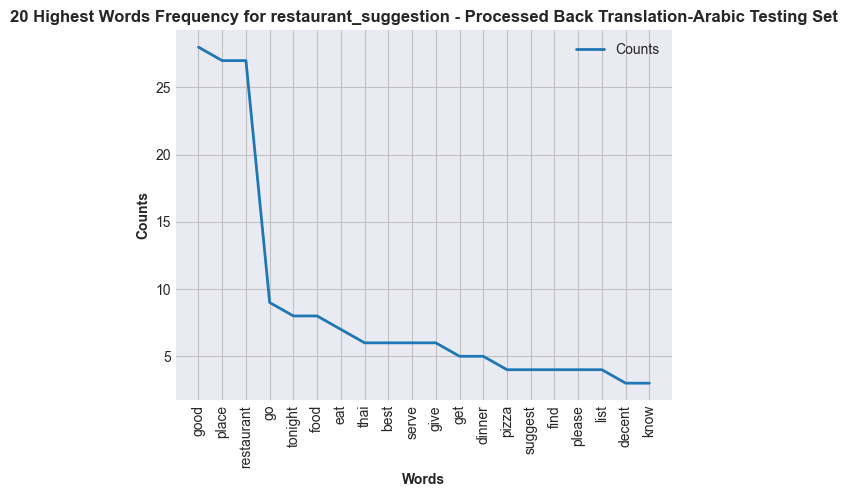 20 Highest Words Frequency for restaurant_suggestion - Processed Back Translation-Arabic Testing Set
Counts
25
20
15
10
5
Counts
good
place
restaurant
go
tonight
food
eat
thai
best
serve
give
get
dinner
pizza
suggest
find
please
list
decent
know
Words